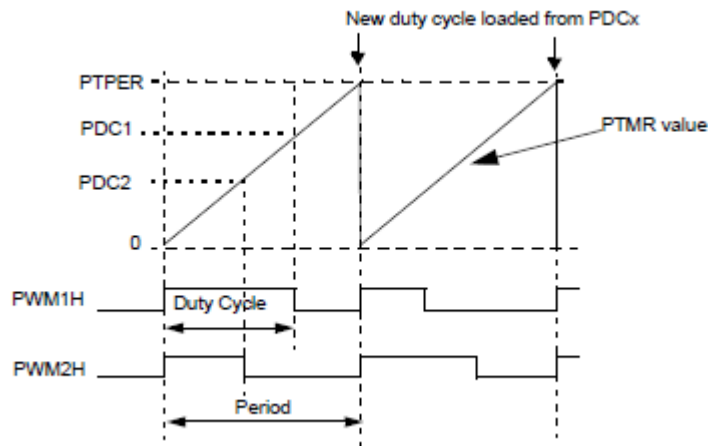 New duty cycle loaded from PDCx
PTPER
PDC1
PTMR value
PDC2
0
PWM1H
Duty Cycle
PWM2H
Period